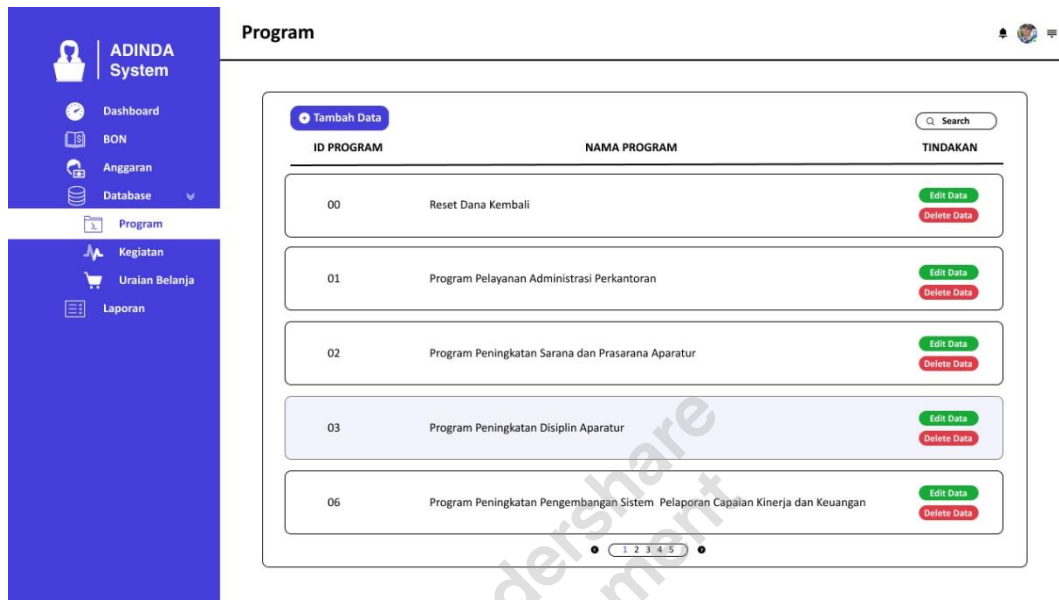 ADINDA
System
Program
Dashboard
BON
Anggaran
Database
Program
Kegiatan
Uraian Belanja
Laporan
Tambah Data
Search
ID PROGRAM NAMA PROGRAM TINDAKAN
00 Reset Dana Kembali Edit Data
Delete Data
01 Program Pelayanan Administrasi Perkantoran Edit Data
Delete Data
02 Program Peningkatan Sarana dan Prasarana Aparatur Edit Data
Delete Data
03 Program Peningkatan Disiplin Aparatur Edit Data
Delete Data
06 Program Peningkatan Pengembangan Sistem Pelaporan Capaian Kinerja dan Keuangan Edit Data
Delete Data
1 2 3 4 5